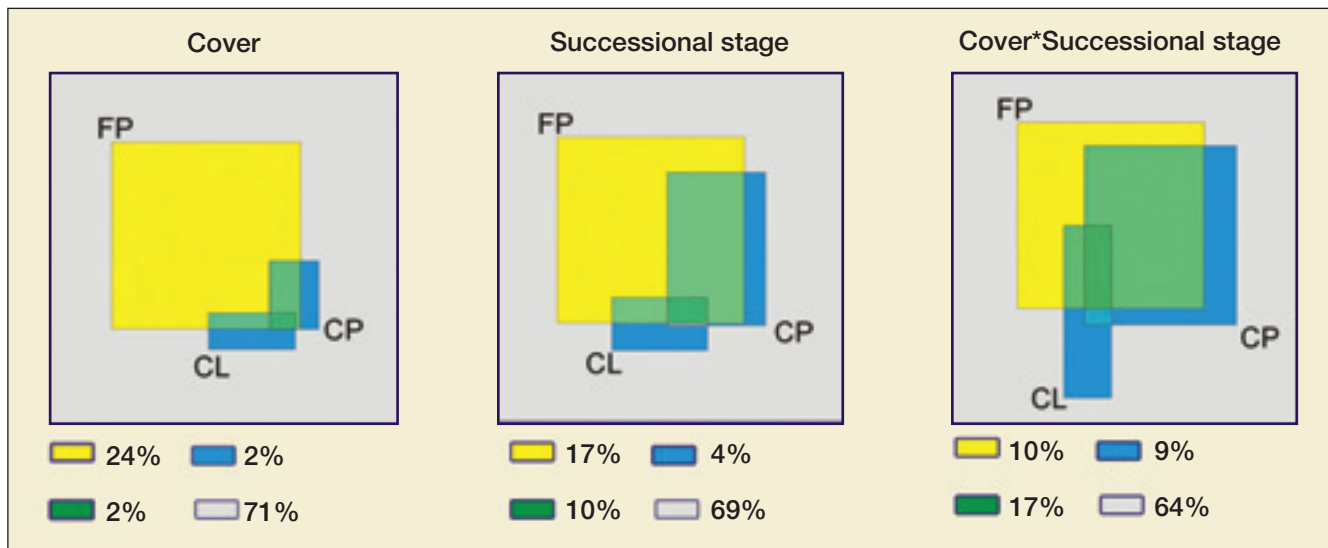 Cover
FP
CP
CL
24%
2%
2%
71%
Successional stage
FP
CP
CL
17%
4%
10%
69%
Cover*Successional stage
FP
CP
CL
10%
9%
17%
64%